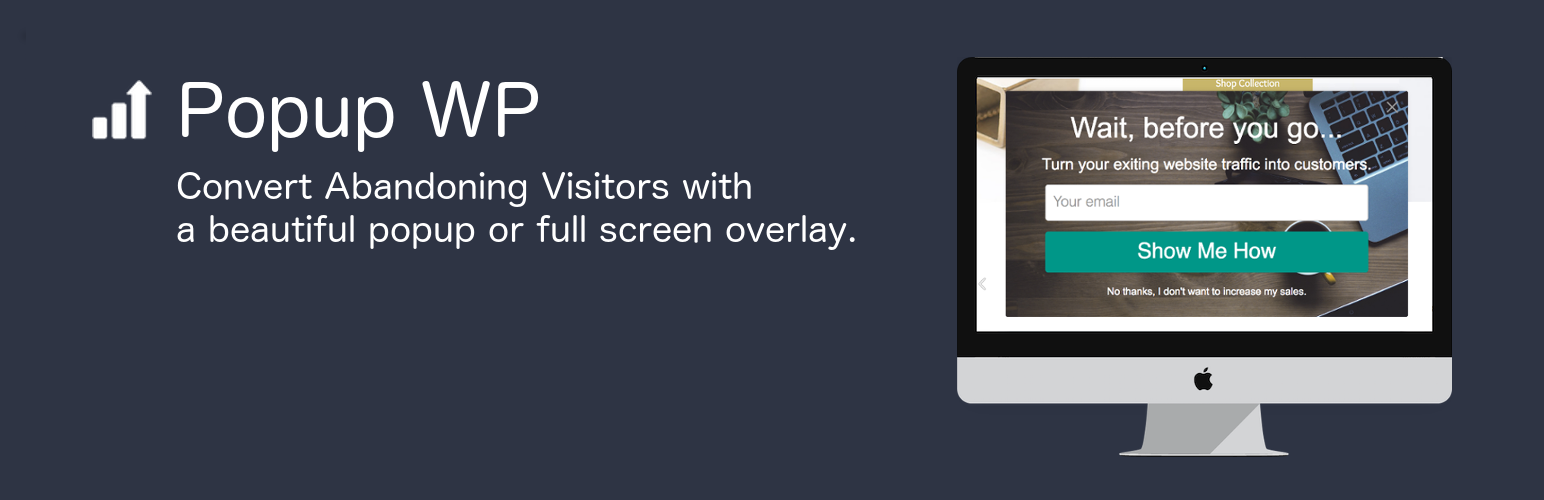 Popup WP
Convert Abandoning Visitors with
a beautiful popup or full screen overlay.
Shop Collection
Wait, before you go...
Turn your exiting website traffic into customers.
Your email
Show Me How
No thanks, I don't want to increase my sales.